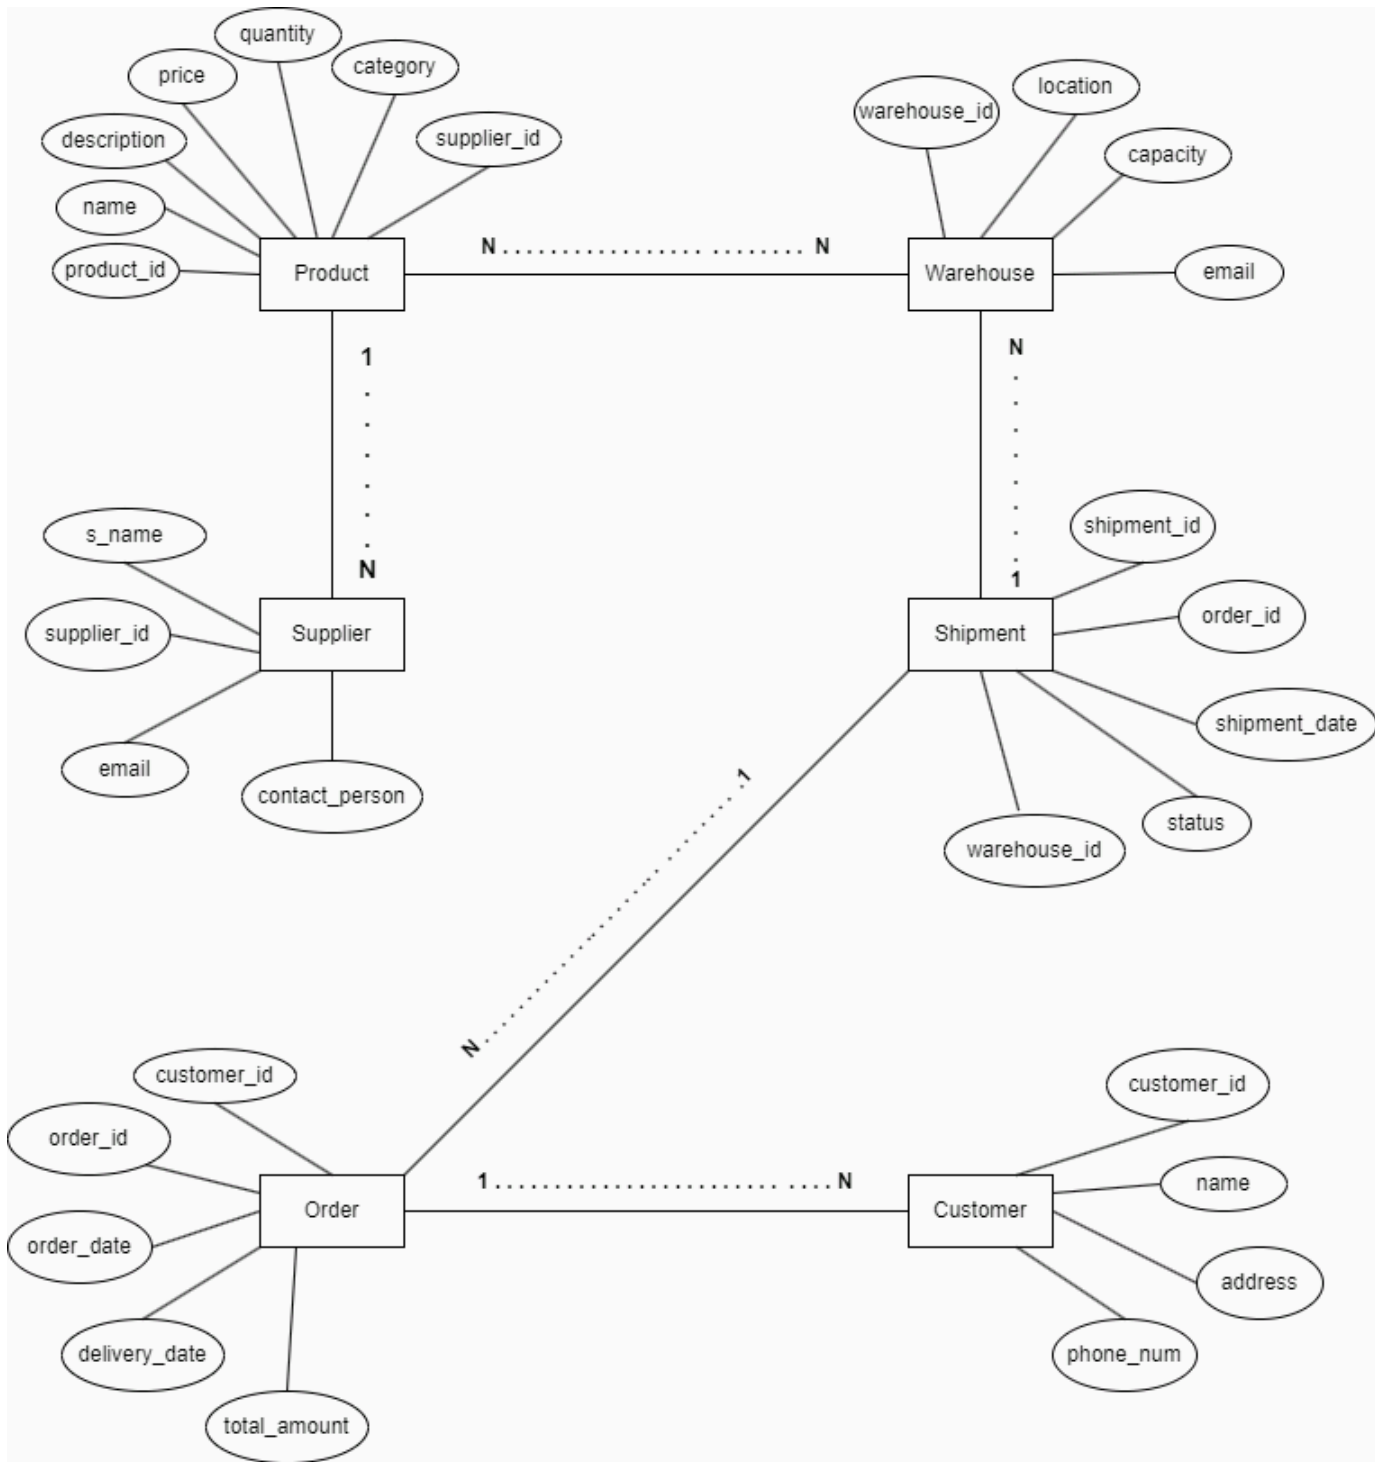 quantity
price
category
location
warehouse_id
description
supplier_id
capacity
name
N . . . . . . . . . . . . . . . . . . . . . . . . . N
product_id
Product
Warehouse
email
1
N
s_name
shipment_id
N
1
supplier_id
Supplier
Shipment
order_id
shipment_date
email
1
contact_person
status
warehouse_id
N
customer_id
customer_id
order_id
1 . . . . . . . . . . . . . . . . . . . . . . . . . . N
name
Order
Customer
order_date
address
delivery_date
phone_num
total_amount